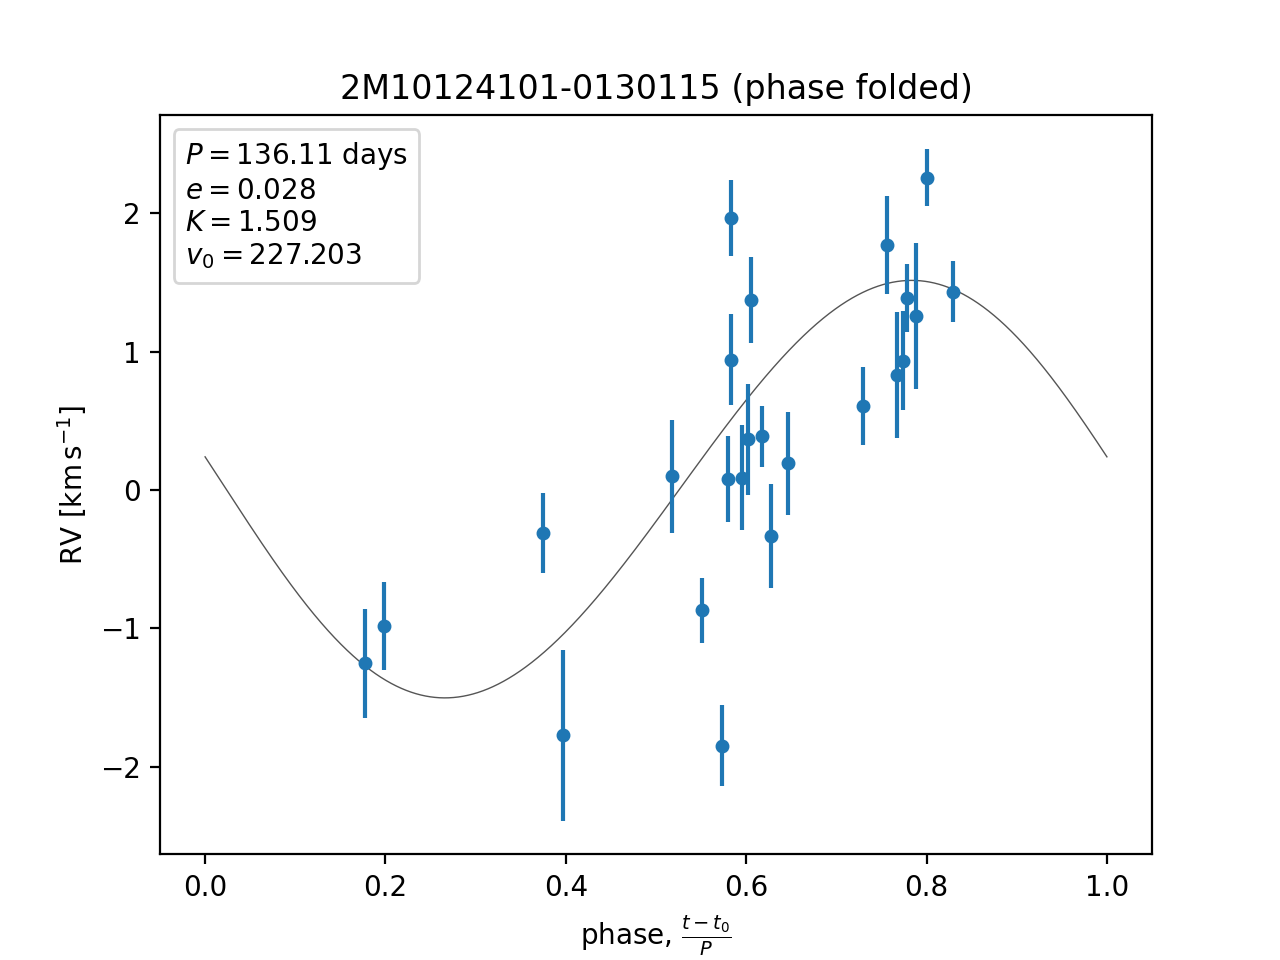 2M10124101-0130115 (phase folded)
P = 136.11 days
e = 0.028
K = 1.509
v₀ = 227.203
RV [km s⁻¹]
2
1
0
−1
−2
0.0 0.2 0.4 0.6 0.8 1.0
phase, (t − t₀)/P